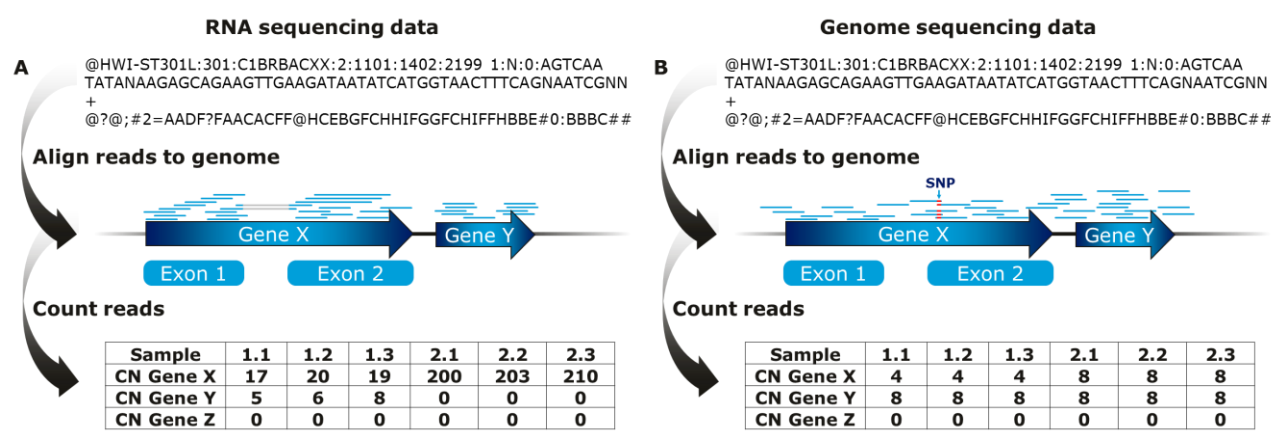 RNA sequencing data
A
@HWI-ST301L:301:C1BRBACXX:2:1101:1402:2199 1:N:0:AGTCAA
TATANAAGAGCAGAAGTTGAAGATAATATCATGGTAACTTTCAGNAATCGNN
+
@?@;#2=AADF?FAACACFF@HCEBGFCHHIFGGFCHIFFHBBE#0:BBBC##
Align reads to genome
Gene X
Gene Y
Exon 1
Exon 2
Count reads
Sample 1.1 1.2 1.3 2.1 2.2 2.3
CN Gene X 17 20 19 200 203 210
CN Gene Y 5 6 8 0 0 0
CN Gene Z 0 0 0 0 0 0
Genome sequencing data
B
@HWI-ST301L:301:C1BRBACXX:2:1101:1402:2199 1:N:0:AGTCAA
TATANAAGAGCAGAAGTTGAAGATAATATCATGGTAACTTTCAGNAATCGNN
+
@?@;#2=AADF?FAACACFF@HCEBGFCHHIFGGFCHIFFHBBE#0:BBBC##
Align reads to genome
SNP
Gene X
Gene Y
Exon 1
Exon 2
Count reads
Sample 1.1 1.2 1.3 2.1 2.2 2.3
CN Gene X 4 4 4 8 8 8
CN Gene Y 8 8 8 8 8 8
CN Gene Z 0 0 0 0 0 0